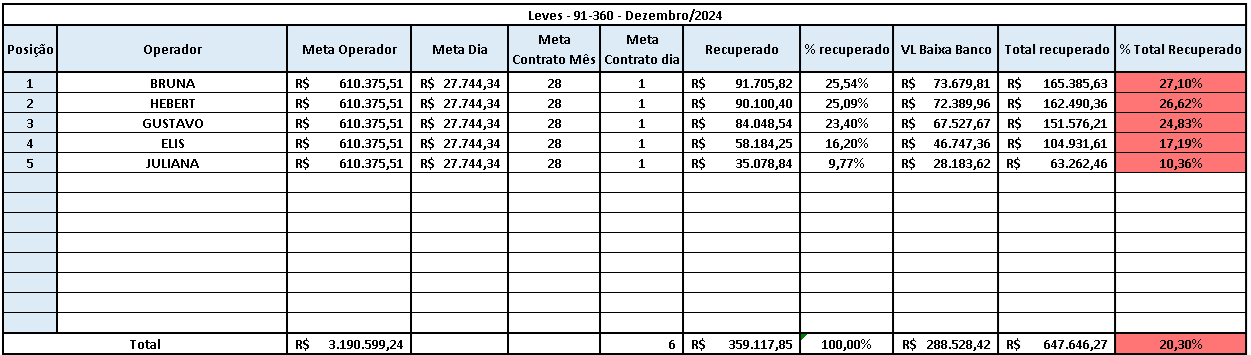 Leves - 91-360 - Dezembro/2024
Posição Operador Meta Operador Meta Dia Meta Contrato Mês Meta Contrato dia Recuperado % recuperado VL Baixa Banco Total recuperado % Total Recuperado
1 BRUNA R$ 610.375,51 R$ 27.744,34 28 1 R$ 91.705,82 25,54% R$ 73.679,81 R$ 165.385,63 27,10%
2 HEBERT R$ 610.375,51 R$ 27.744,34 28 1 R$ 90.100,40 25,09% R$ 72.389,96 R$ 162.490,36 26,62%
3 GUSTAVO R$ 610.375,51 R$ 27.744,34 28 1 R$ 84.048,54 23,40% R$ 67.527,67 R$ 151.576,21 24,83%
4 ELIS R$ 610.375,51 R$ 27.744,34 28 1 R$ 58.184,25 16,20% R$ 46.747,36 R$ 104.931,61 17,19%
5 JULIANA R$ 610.375,51 R$ 27.744,34 28 1 R$ 35.078,84 9,77% R$ 28.183,62 R$ 63.262,46 10,36%
Total R$ 3.190.599,24 6 R$ 359.117,85 100,00% R$ 288.528,42 R$ 647.646,27 20,30%